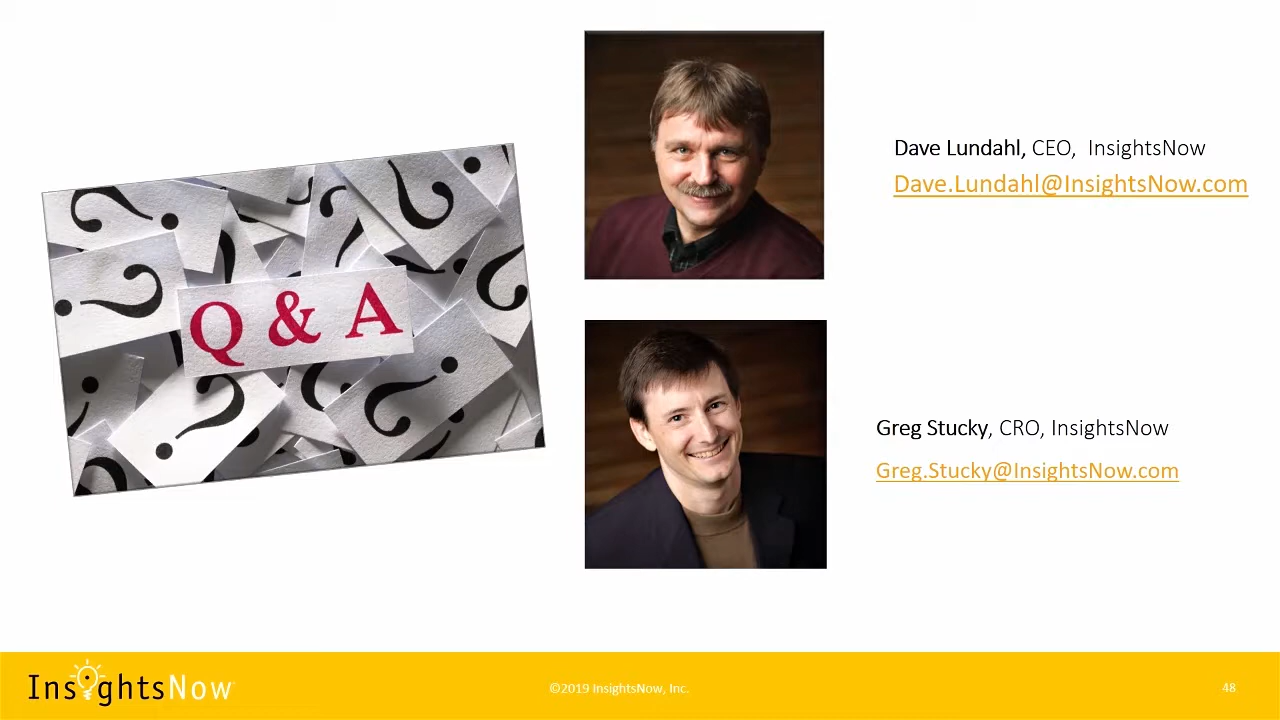 Q & A
Dave Lundahl, CEO, InsightsNow
Dave.Lundahl@InsightsNow.com
Greg Stucky, CRO, InsightsNow
Greg.Stucky@InsightsNow.com
InsightsNow
©2019 InsightsNow, Inc.
48